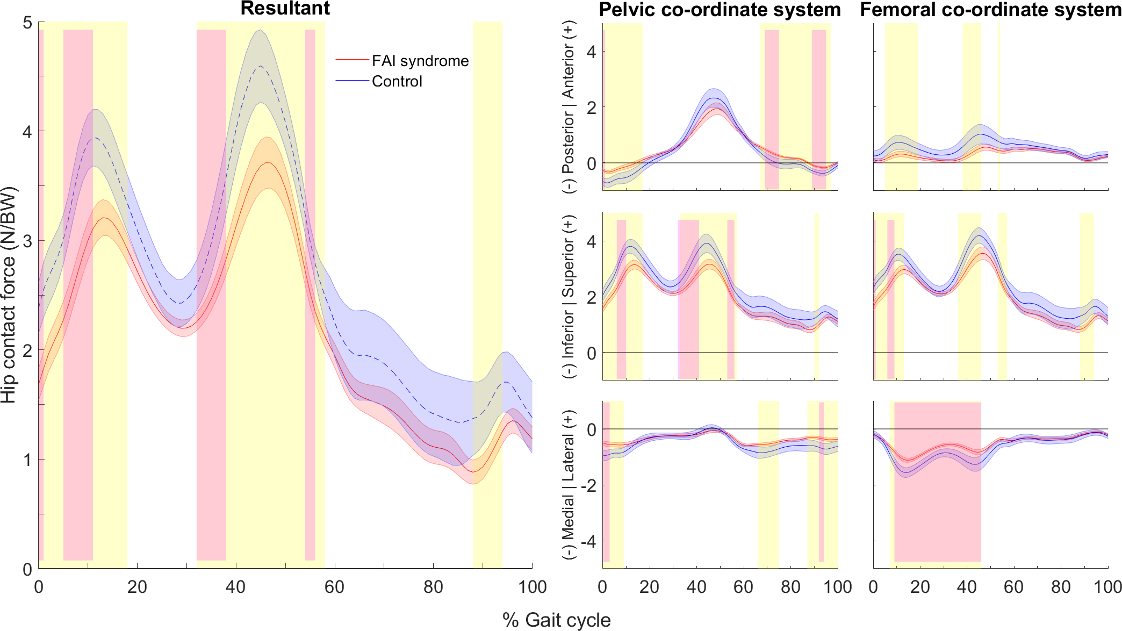 Resultant
Pelvic co-ordinate system
Femoral co-ordinate system
FAI syndrome
Control
Hip contact force (N/BW)
5
4
3
2
1
0
0 20 40 60 80 100
(-) Posterior | Anterior (+)
4
2
0
(-) Inferior | Superior (+)
4
2
0
(-) Medial | Lateral (+)
0
-2
-4
0 20 40 60 80 100
0 20 40 60 80 100
% Gait cycle